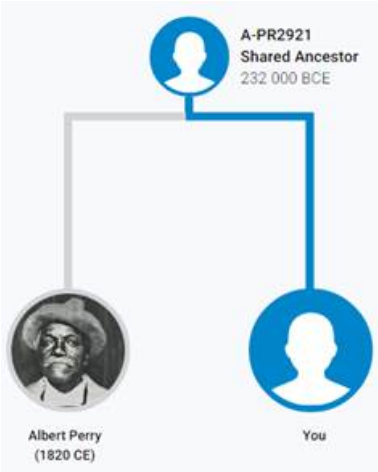 A-PR2921
Shared Ancestor
232 000 BCE
Albert Perry
(1820 CE)
You